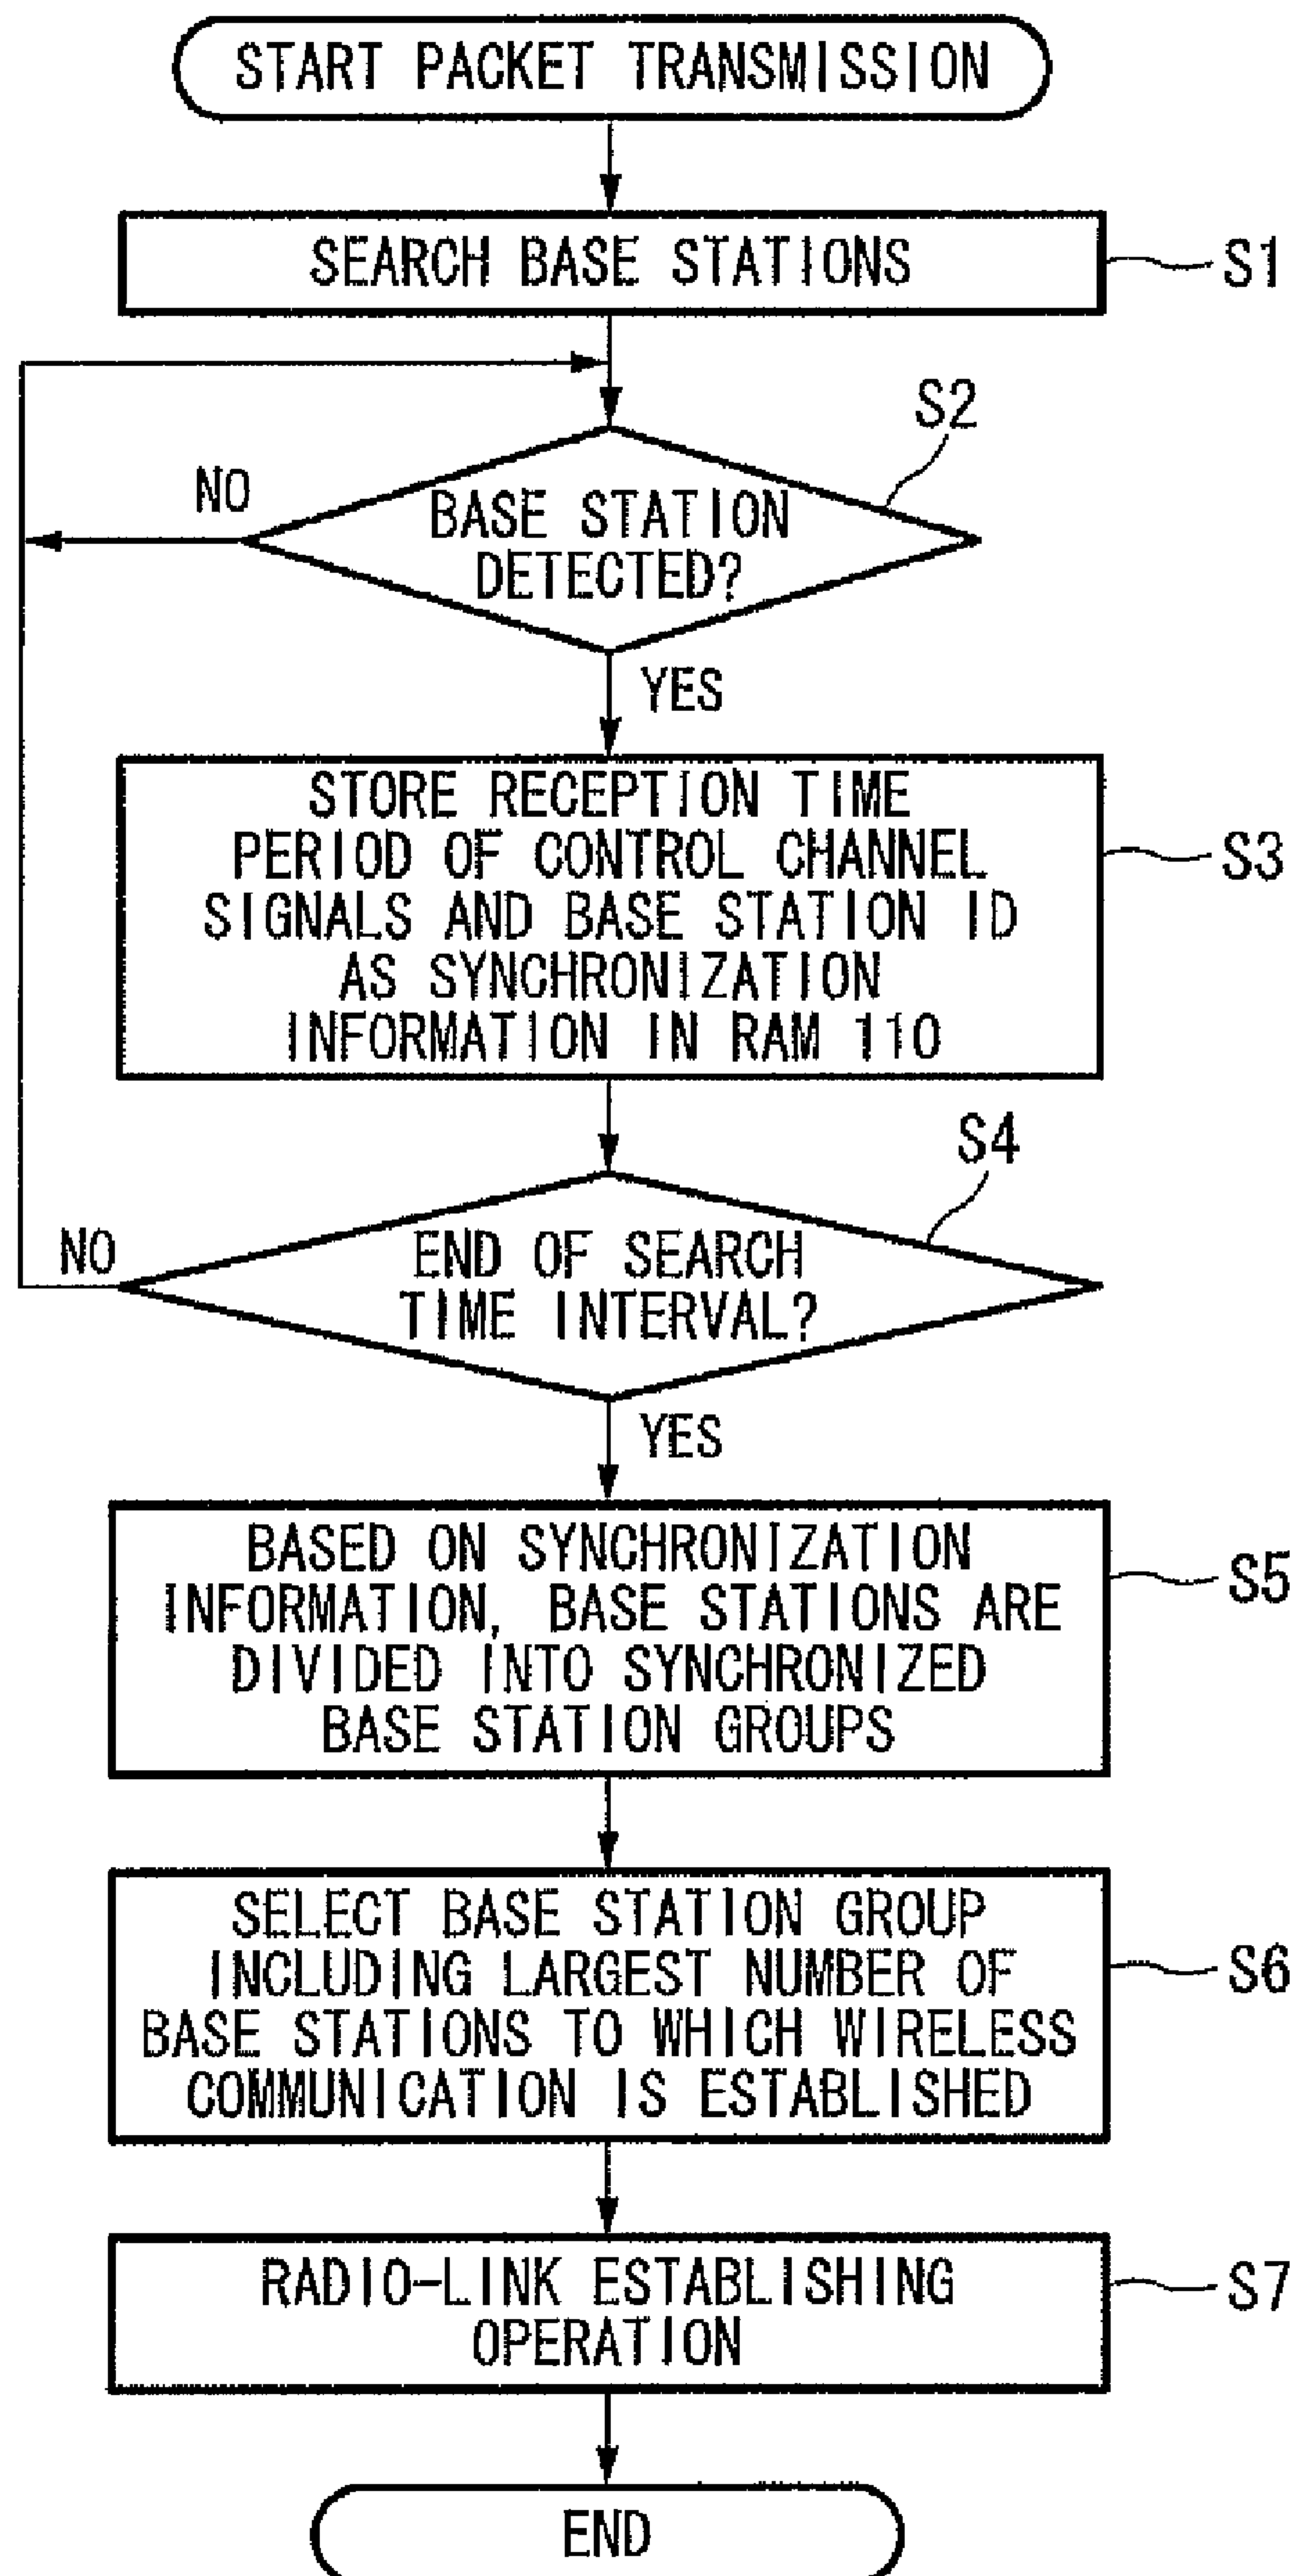 START PACKET TRANSMISSION
SEARCH BASE STATIONS
S1
S2
NO
BASE STATION
DETECTED?
YES
STORE RECEPTION TIME
PERIOD OF CONTROL CHANNEL
SIGNALS AND BASE STATION ID
AS SYNCHRONIZATION
INFORMATION IN RAM 110
S3
S4
NO
END OF SEARCH
TIME INTERVAL?
YES
BASED ON SYNCHRONIZATION
INFORMATION, BASE STATIONS ARE
DIVIDED INTO SYNCHRONIZED
BASE STATION GROUPS
S5
SELECT BASE STATION GROUP
INCLUDING LARGEST NUMBER OF
BASE STATIONS TO WHICH WIRELESS
COMMUNICATION IS ESTABLISHED
S6
RADIO-LINK ESTABLISHING
OPERATION
S7
END